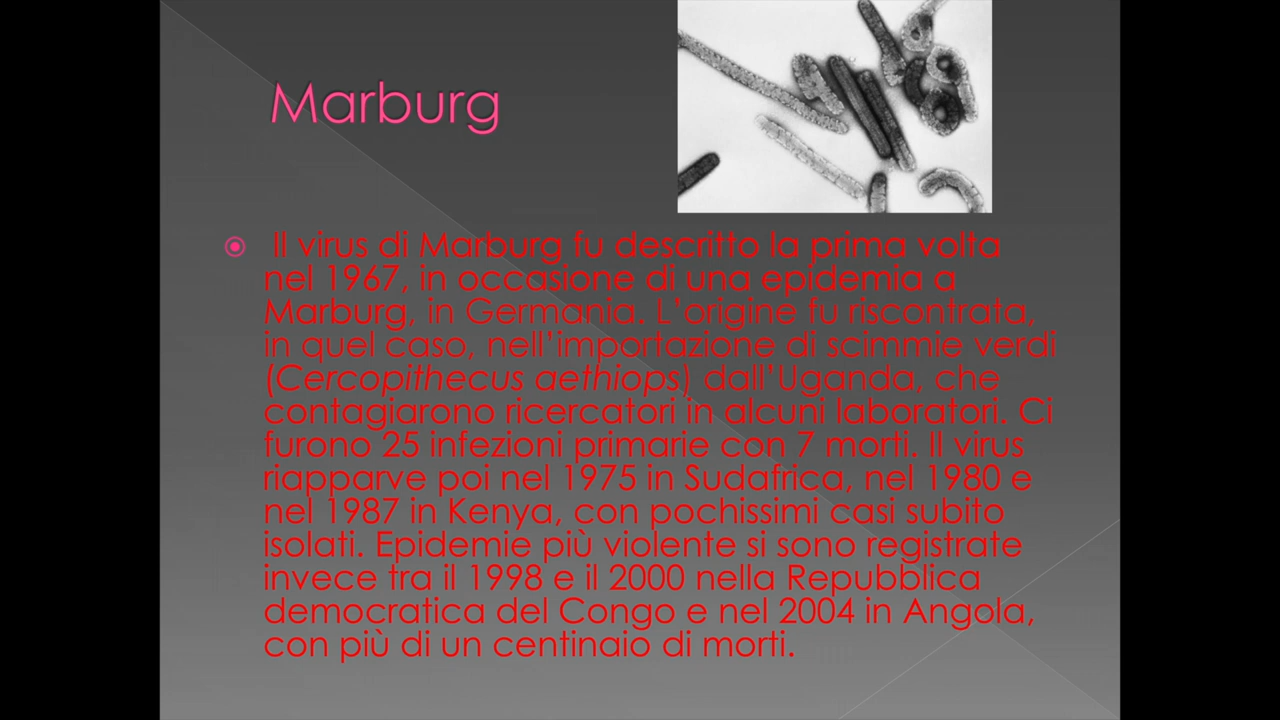 Marburg
Il virus di Marburg fu descritto la prima volta
nel 1967, in occasione di una epidemia a
Marburg, in Germania. L’origine fu riscontrata,
in quel caso, nell’importazione di scimmie verdi
(Cercopithecus aethiops) dall’Uganda, che
contagiarono ricercatori in alcuni laboratori. Ci
furono 25 infezioni primarie con 7 morti. Il virus
riapparve poi nel 1975 in Sudafrica, nel 1980 e
nel 1987 in Kenya, con pochissimi casi subito
isolati. Epidemie più violente si sono registrate
invece tra il 1998 e il 2000 nella Repubblica
democratica del Congo e nel 2004 in Angola,
con più di un centinaio di morti.